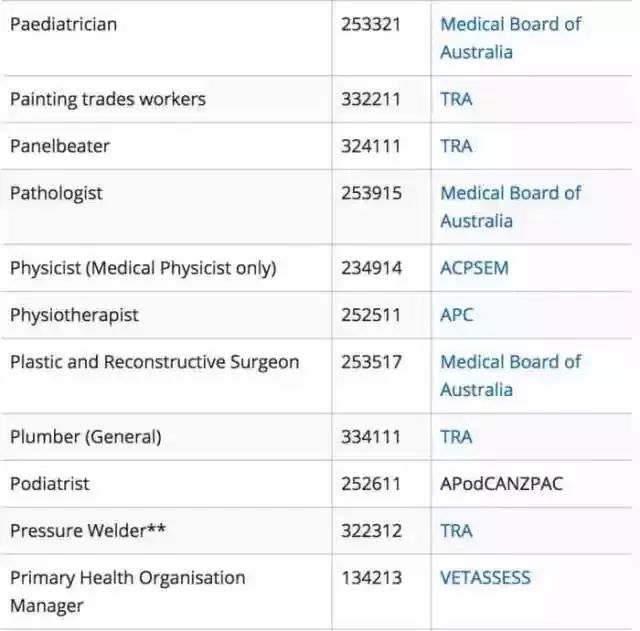 Paediatrician 253321 Medical Board of
Australia
Painting trades workers 332211 TRA
Panelbeater 324111 TRA
Pathologist 253915 Medical Board of
Australia
Physicist (Medical Physicist only) 234914 ACPSEM
Physiotherapist 252511 APC
Plastic and Reconstructive Surgeon 253517 Medical Board of
Australia
Plumber (General) 334111 TRA
Podiatrist 252611 APodCANZPAC
Pressure Welder** 322312 TRA
Primary Health Organisation 134213 VETASSESS
Manager